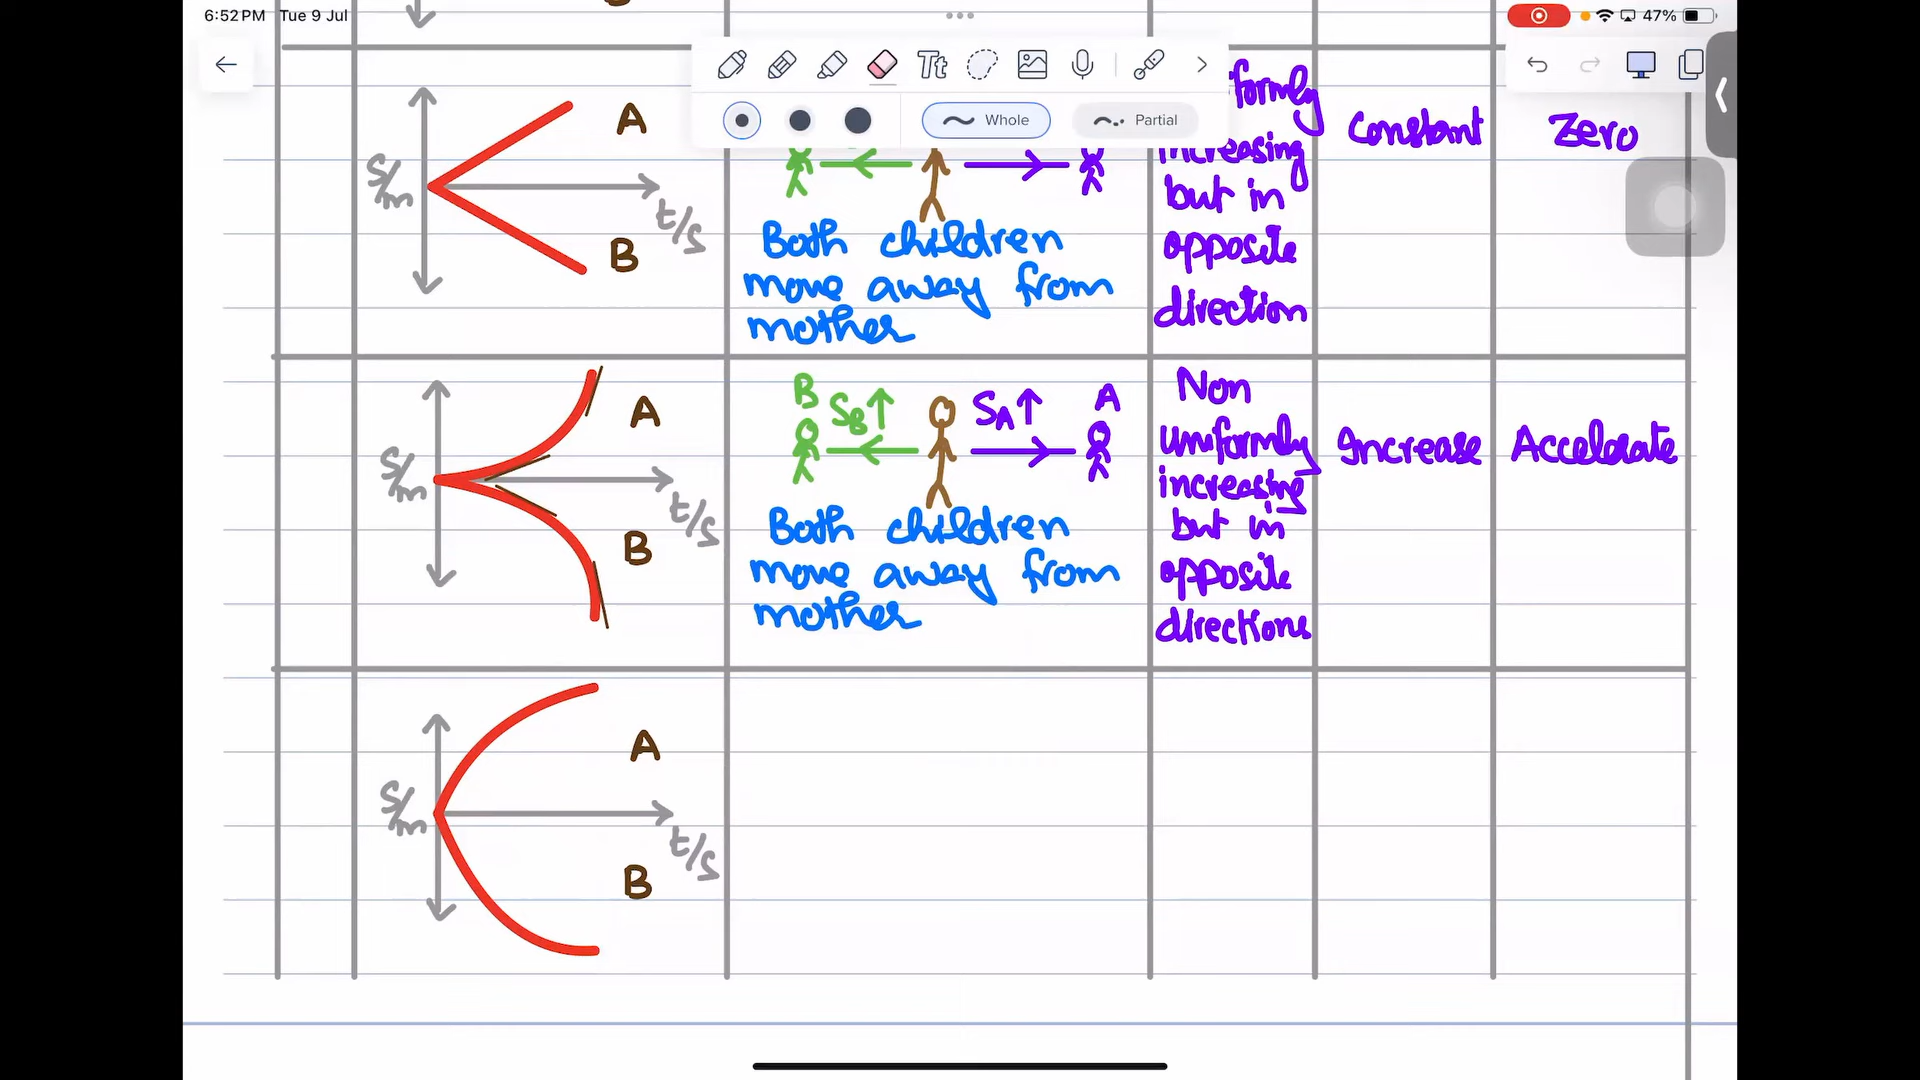 6:52 PM Tue 9 Jul
47%
Tt
Whole
Partial
A
S/m
t/s
B
Both children
move away from
mother
increasing
but in
opposite
direction
Constant
Zero
A
S/m
t/s
B
B
SB↑
SA↑
A
Both children
move away from
mother
Non
Uniformly
increasing
but in
opposite
directions
Increase
Accelerate
A
S/m
t/s
B